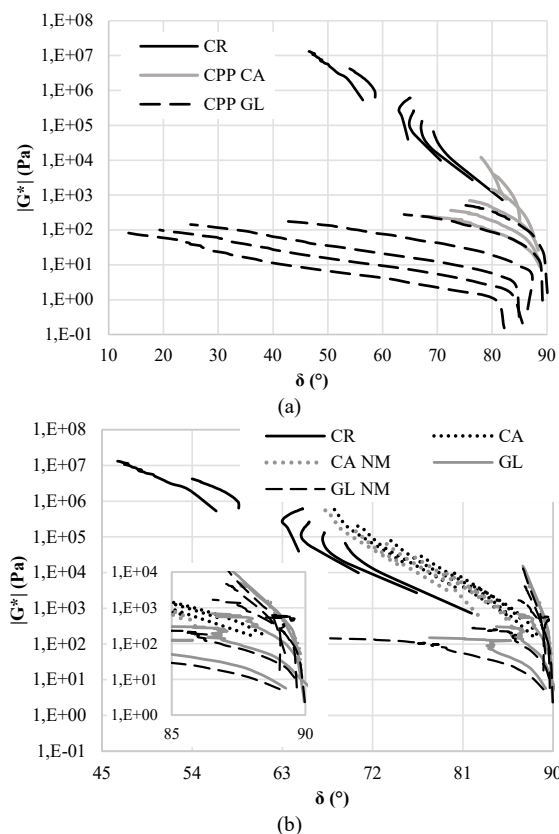 1,E+08
1,E+07
1,E+06
1,E+05
1,E+04
1,E+03
1,E+02
1,E+01
1,E+00
1,E-01
|G*| (Pa)
CR
CPP CA
CPP GL
10 20 30 40 50 60 70 80 90
δ (°)
(a)
1,E+08
1,E+07
1,E+06
1,E+05
1,E+04
1,E+03
1,E+02
1,E+01
1,E+00
1,E-01
|G*| (Pa)
CR CA
CA NM GL
GL NM
1,E+04
1,E+03
1,E+02
1,E+01
1,E+00
85 90
45 54 63 72 81 90
δ (°)
(b)